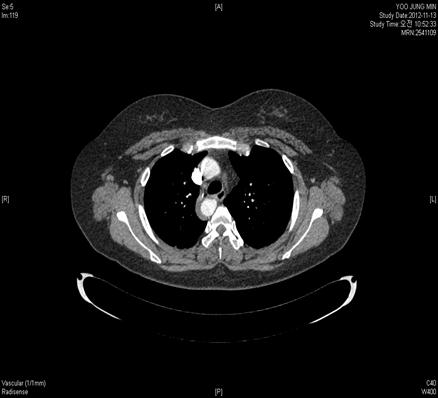 Se:5
Im:119
[A]
YOO JUNG MIN
Study Date:2012-11-13
Study Time:오전 10:52:33
MRN:2541109
[R]
[L]
Vascular (1/1mm)
Radisense
[P]
C40
W400